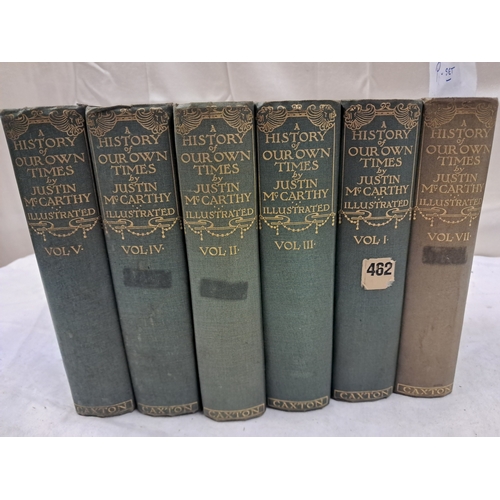 A
HISTORY
of
OUR OWN
TIMES
by
JUSTIN
McCARTHY
ILLUSTRATED
VOL V.
CAXTON
A
HISTORY
of
OUR OWN
TIMES
by
JUSTIN
McCARTHY
ILLUSTRATED
VOL·IV·
CAXTON
A
HISTORY
of
OUR OWN
TIMES
by
JUSTIN
McCARTHY
ILLUSTRATED
VOL II·
CAXTON
A
HISTORY
of
OUR OWN
TIMES
by
JUSTIN
McCARTHY
ILLUSTRATED
VOL III·
CAXTON
A
HISTORY
of
OUR OWN
TIMES
by
JUSTIN
McCARTHY
ILLUSTRATED
VOL I·
462
CAXTON
A
HISTORY
of
OUR OWN
TIMES
by
JUSTIN
McCARTHY
ILLUSTRATED
VOL VII·
CAXTON